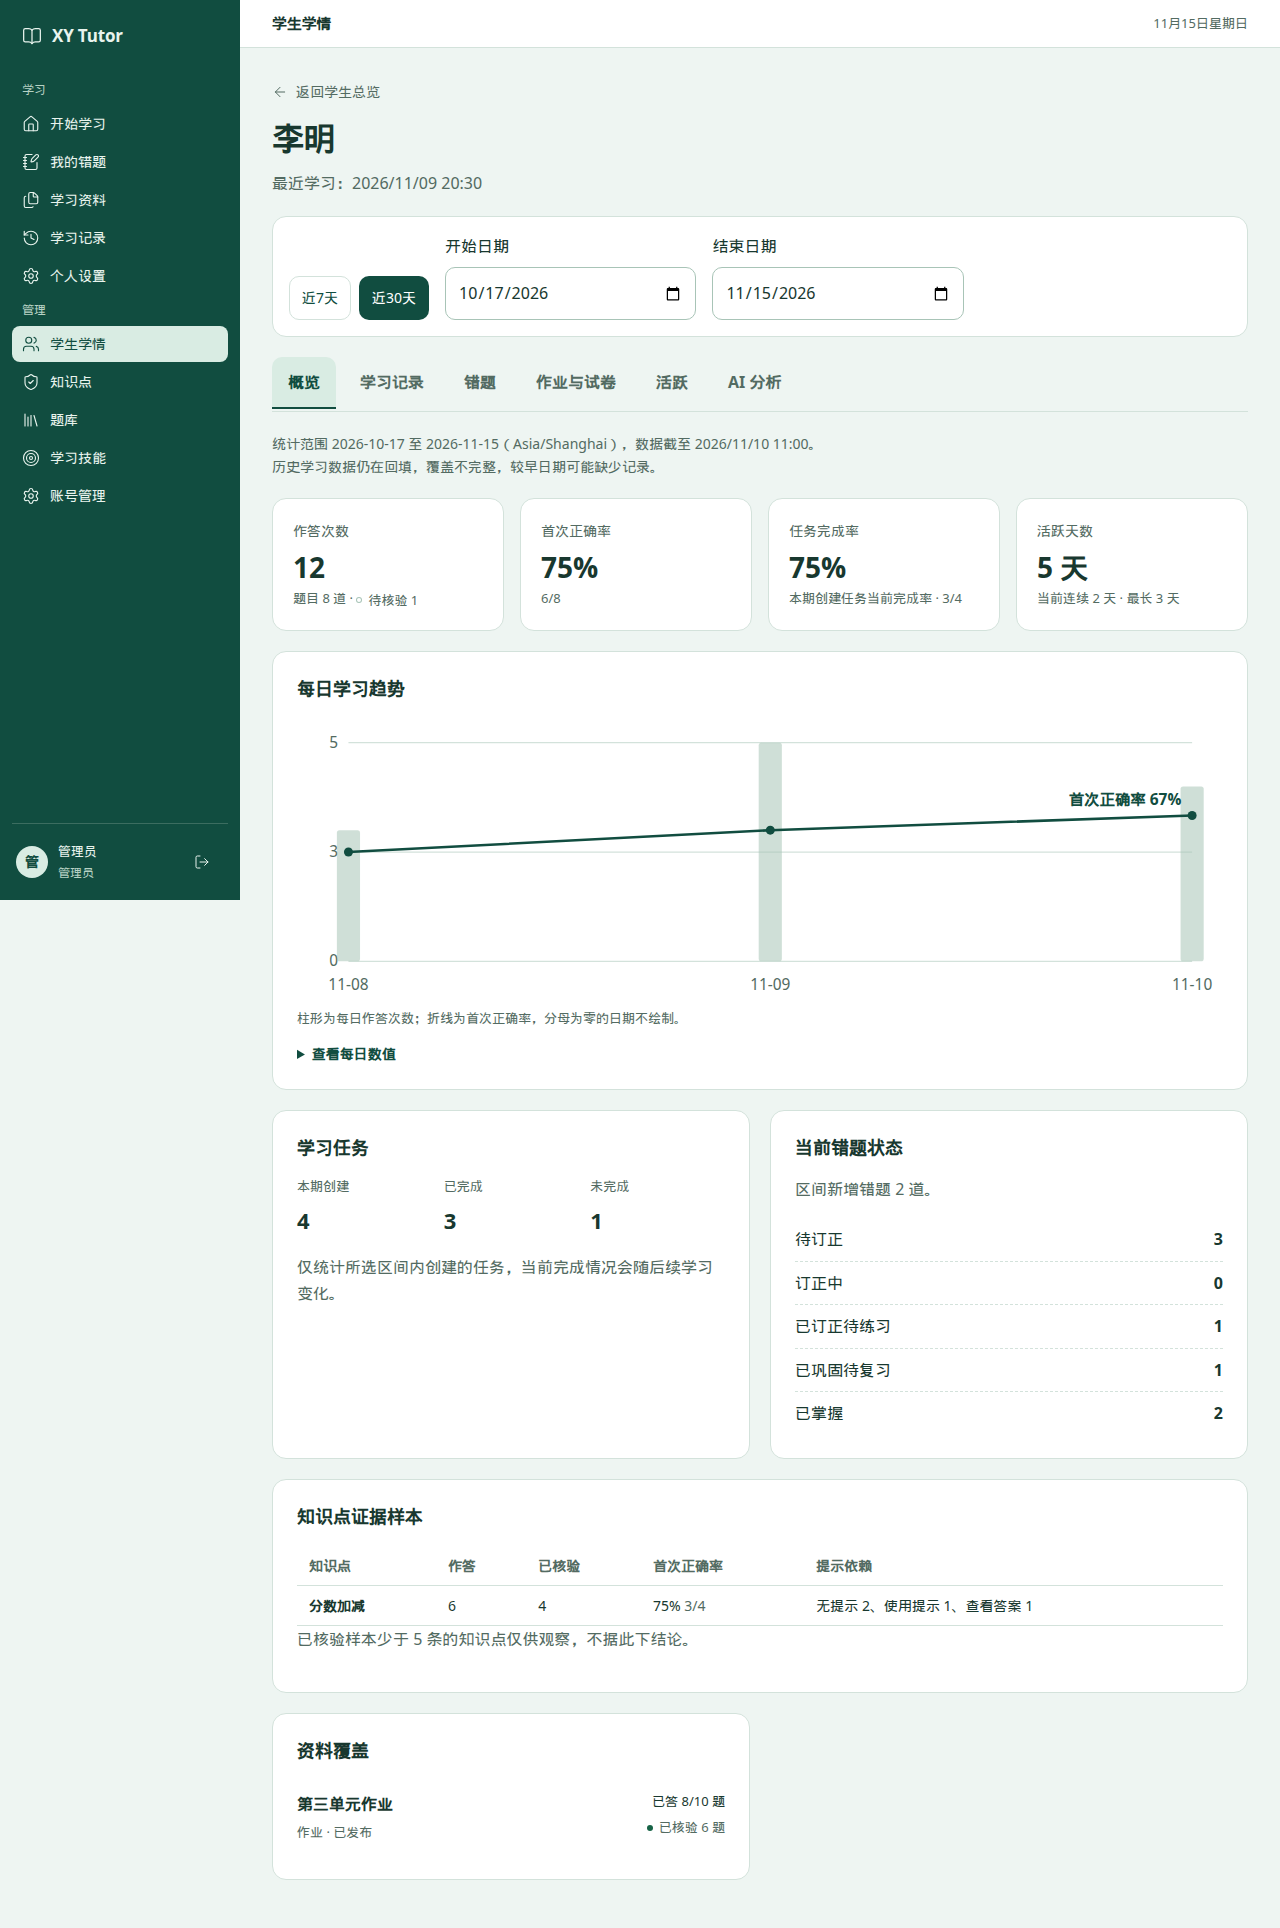 XY Tutor
学习
开始学习
我的错题
学习资料
学习记录
个人设置
管理
学生学情
知识点
题库
学习技能
账号管理
管
管理员
管理员
学生学情
11月15日星期日
返回学生总览
李明
最近学习：2026/11/09 20:30
近7天
近30天
开始日期
10/17/2026
结束日期
11/15/2026
概览
学习记录
错题
作业与试卷
活跃
AI 分析
统计范围 2026-10-17 至 2026-11-15（Asia/Shanghai），数据截至 2026/11/10 11:00。
历史学习数据仍在回填，覆盖不完整，较早日期可能缺少记录。
作答次数
12
题目 8 道 · 待核验 1
首次正确率
75%
6/8
任务完成率
75%
本期创建任务当前完成率 · 3/4
活跃天数
5 天
当前连续 2 天 · 最长 3 天
每日学习趋势
5
首次正确率 67%
3
0
11-08
11-09
11-10
柱形为每日作答次数；折线为首次正确率，分母为零的日期不绘制。
查看每日数值
学习任务
本期创建
4
已完成
3
未完成
1
仅统计所选区间内创建的任务，当前完成情况会随后续学习
变化。
当前错题状态
区间新增错题 2 道。
待订正 3
订正中 0
已订正待练习 1
已巩固待复习 1
已掌握 2
知识点证据样本
知识点 作答 已核验 首次正确率 提示依赖
分数加减 6 4 75% 3/4 无提示 2、使用提示 1、查看答案 1
已核验样本少于 5 条的知识点仅供观察，不据此下结论。
资料覆盖
第三单元作业
作业 · 已发布
已答 8/10 题
已核验 6 题